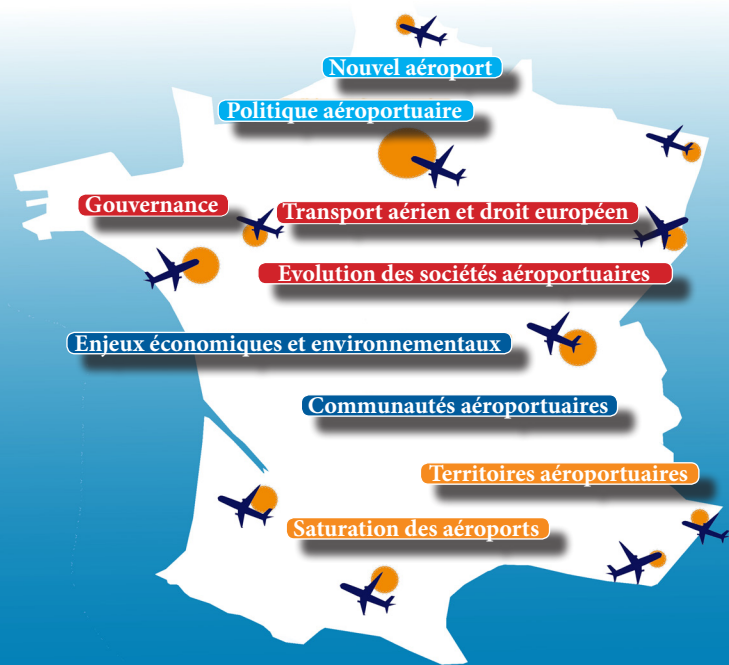 Nouvel aéroport
Politique aéroportuaire
Gouvernance
Transport aérien et droit européen
Evolution des sociétés aéroportuaires
Enjeux économiques et environnementaux
Communautés aéroportuaires
Territoires aéroportuaires
Saturation des aéroports